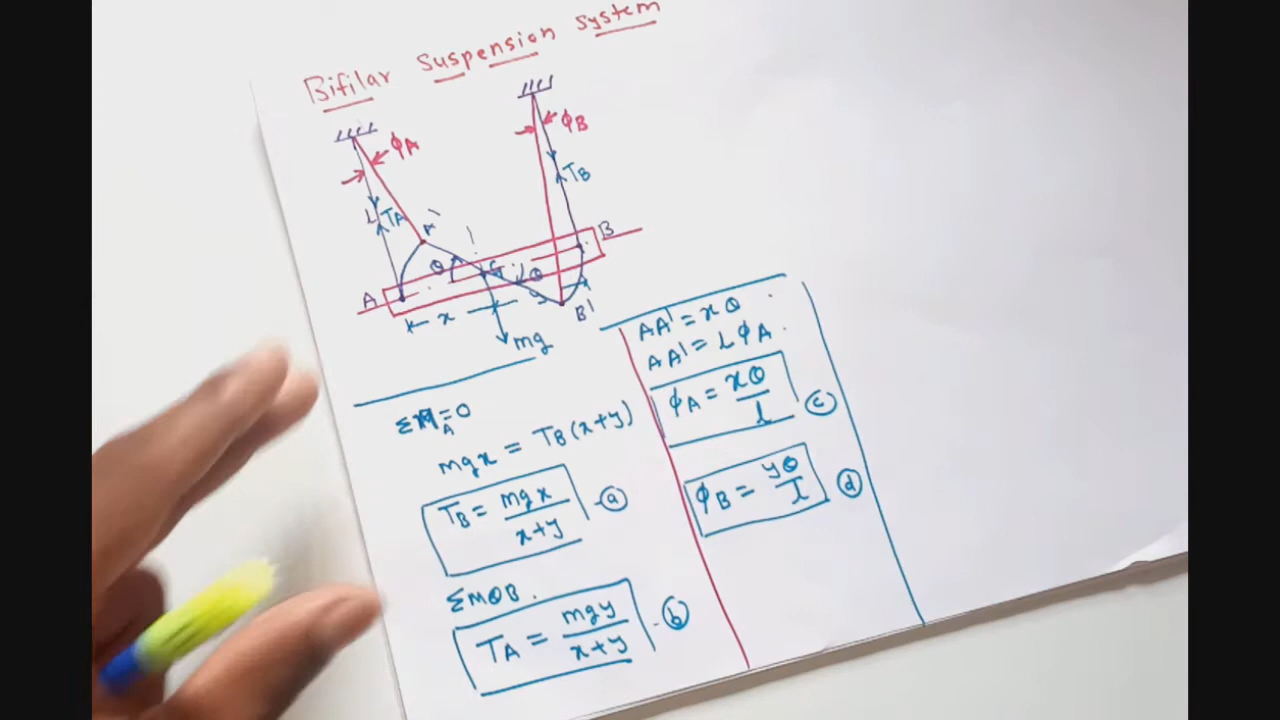 Bifilar Suspension System
ϕA
ϕB
TB
L
TA
A'
B
θ
G
θ
A
x
y
B'
mg
ΣMA=0
mgx = TB(x+y)
TB = mgx/x+y - a
ΣM@B.
TA = mgy/x+y - b
AA' = xθ
AA' = LϕA
ϕA = xθ/L c
ϕB = yθ/L d